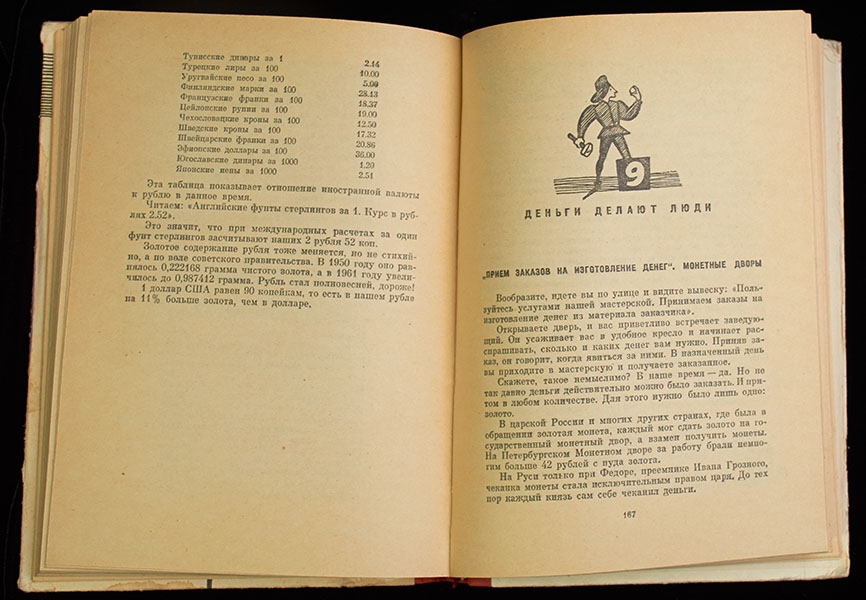 Тунисские динары за 1 2.14
Турецкие лиры за 100 10.00
Уругвайские песо за 100 5.00
Финляндские марки за 100 28.13
Французские франки за 100 18.37
Цейлонские рупии за 100 19.00
Чехословацкие кроны за 100 12.50
Шведские кроны за 100 17.32
Швейцарские франки за 100 20.86
Эфиопские доллары за 100 36.00
Югославские динары за 1000 1.20
Японские иены за 1000 2.51
Эта таблица показывает отношение иностранной валюты
к рублю в данное время.
Читаем: «Английские фунты стерлингов за 1. Курс в руб-
лях 2.52».
Это значит, что при международных расчетах за один
фунт стерлингов засчитывают наших 2 рубля 52 коп.
Золотое содержание рубля тоже меняется, но не стихий-
но, а по воле советского правительства. В 1950 году оно рав-
нялось 0,222168 грамма чистого золота, а в 1961 году увели-
чилось до 0,987412 грамма. Рубль стал полновесней, дороже!
1 доллар США равен 90 копейкам, то есть в нашем рубле
на 11% больше золота, чем в долларе.
9
ДЕНЬГИ ДЕЛАЮТ ЛЮДИ
„ПРИЕМ ЗАКАЗОВ НА ИЗГОТОВЛЕНИЕ ДЕНЕГ“. МОНЕТНЫЕ ДВОРЫ
Вообразите, идете вы по улице и видите вывеску: «Поль-
зуйтесь услугами нашей мастерской. Принимаем заказы на
изготовление денег из материала заказчика».
Открываете дверь, и вас приветливо встречает заведую-
щий. Он усаживает вас в удобное кресло и начинает рас-
спрашивать, сколько и каких денег вам нужно. Приняв за-
каз, он говорит, когда явиться за ними. В назначенный день
вы приходите в мастерскую и получаете заказанное.
Скажете, такое немыслимо? В наше время — да. Но не
так давно деньги действительно можно было заказать. И при-
том в любом количестве. Для этого нужно было лишь одно:
золото.
В царской России и многих других странах, где была в
обращении золотая монета, каждый мог сдать золото на го-
сударственный монетный двор, а взамен получить монеты.
На Петербургском Монетном дворе за работу брали немно-
гим больше 42 рублей с пуда золота.
На Руси только при Федоре, преемнике Ивана Грозного,
чеканка монеты стала исключительным правом царя. До тех
пор каждый князь сам себе чеканил деньги.
167